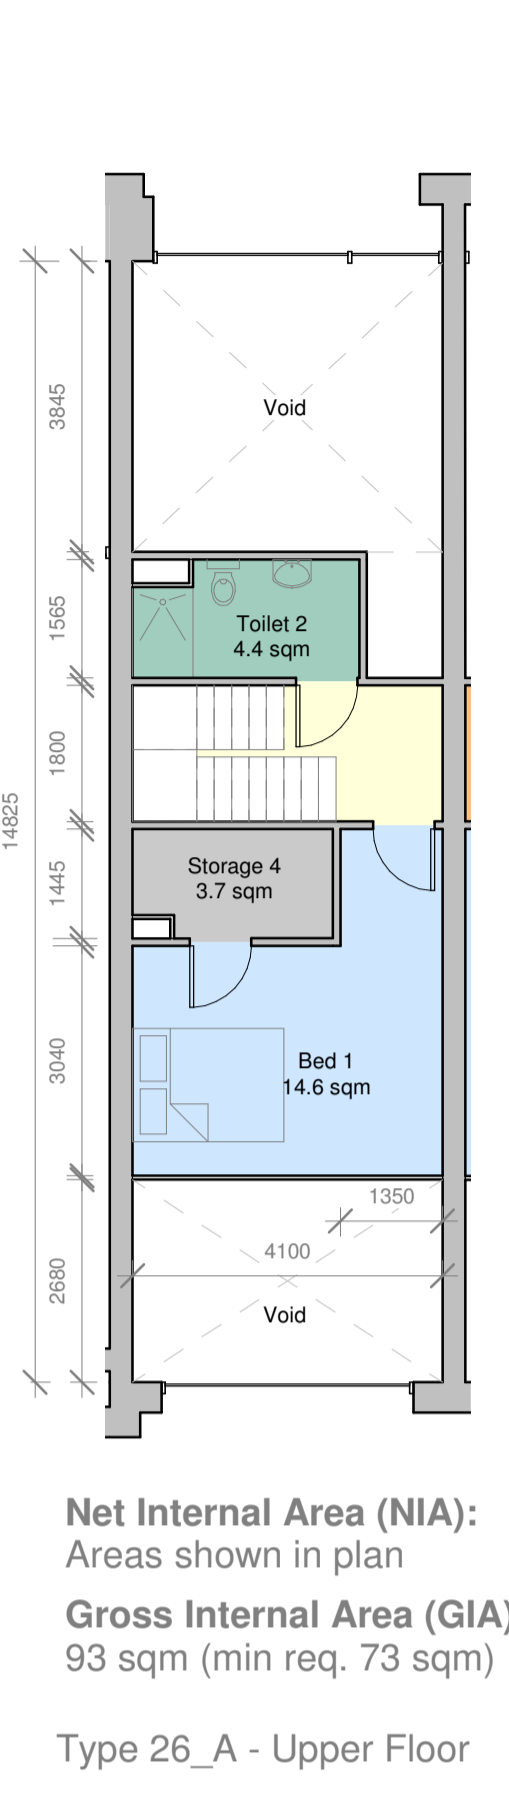 Void
3845
Toilet 2
4.4 sqm
1565
1800
14825
Storage 4
3.7 sqm
1445
Bed 1
14.6 sqm
3040
1350
4100
2680
Void
Net Internal Area (NIA):
Areas shown in plan
Gross Internal Area (GIA)
93 sqm (min req. 73 sqm)
Type 26_A - Upper Floor